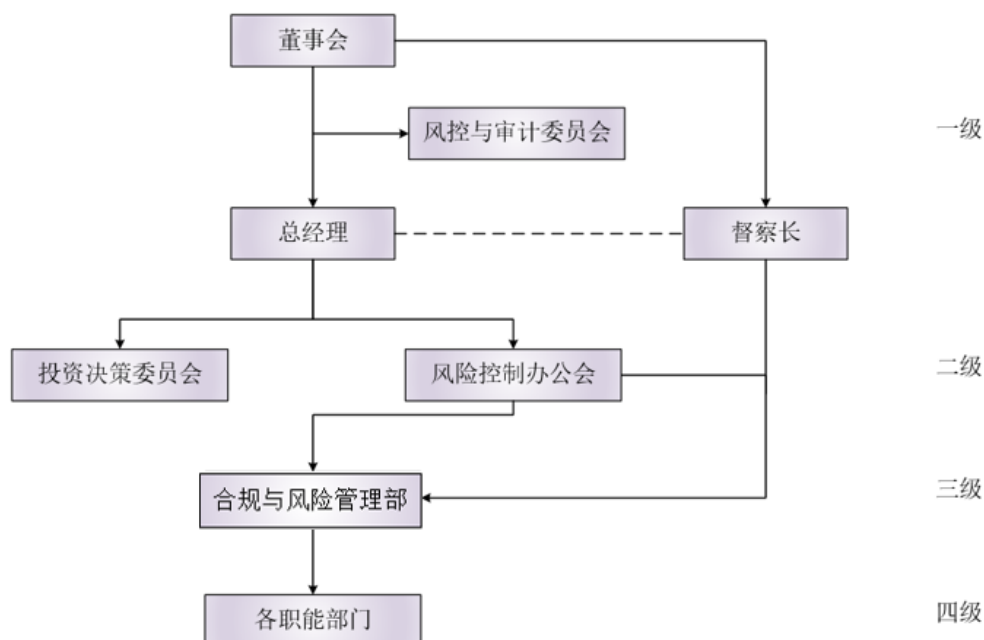 董事会
风控与审计委员会
一级
总经理
督察长
投资决策委员会
风险控制办公会
二级
合规与风险管理部
三级
各职能部门
四级